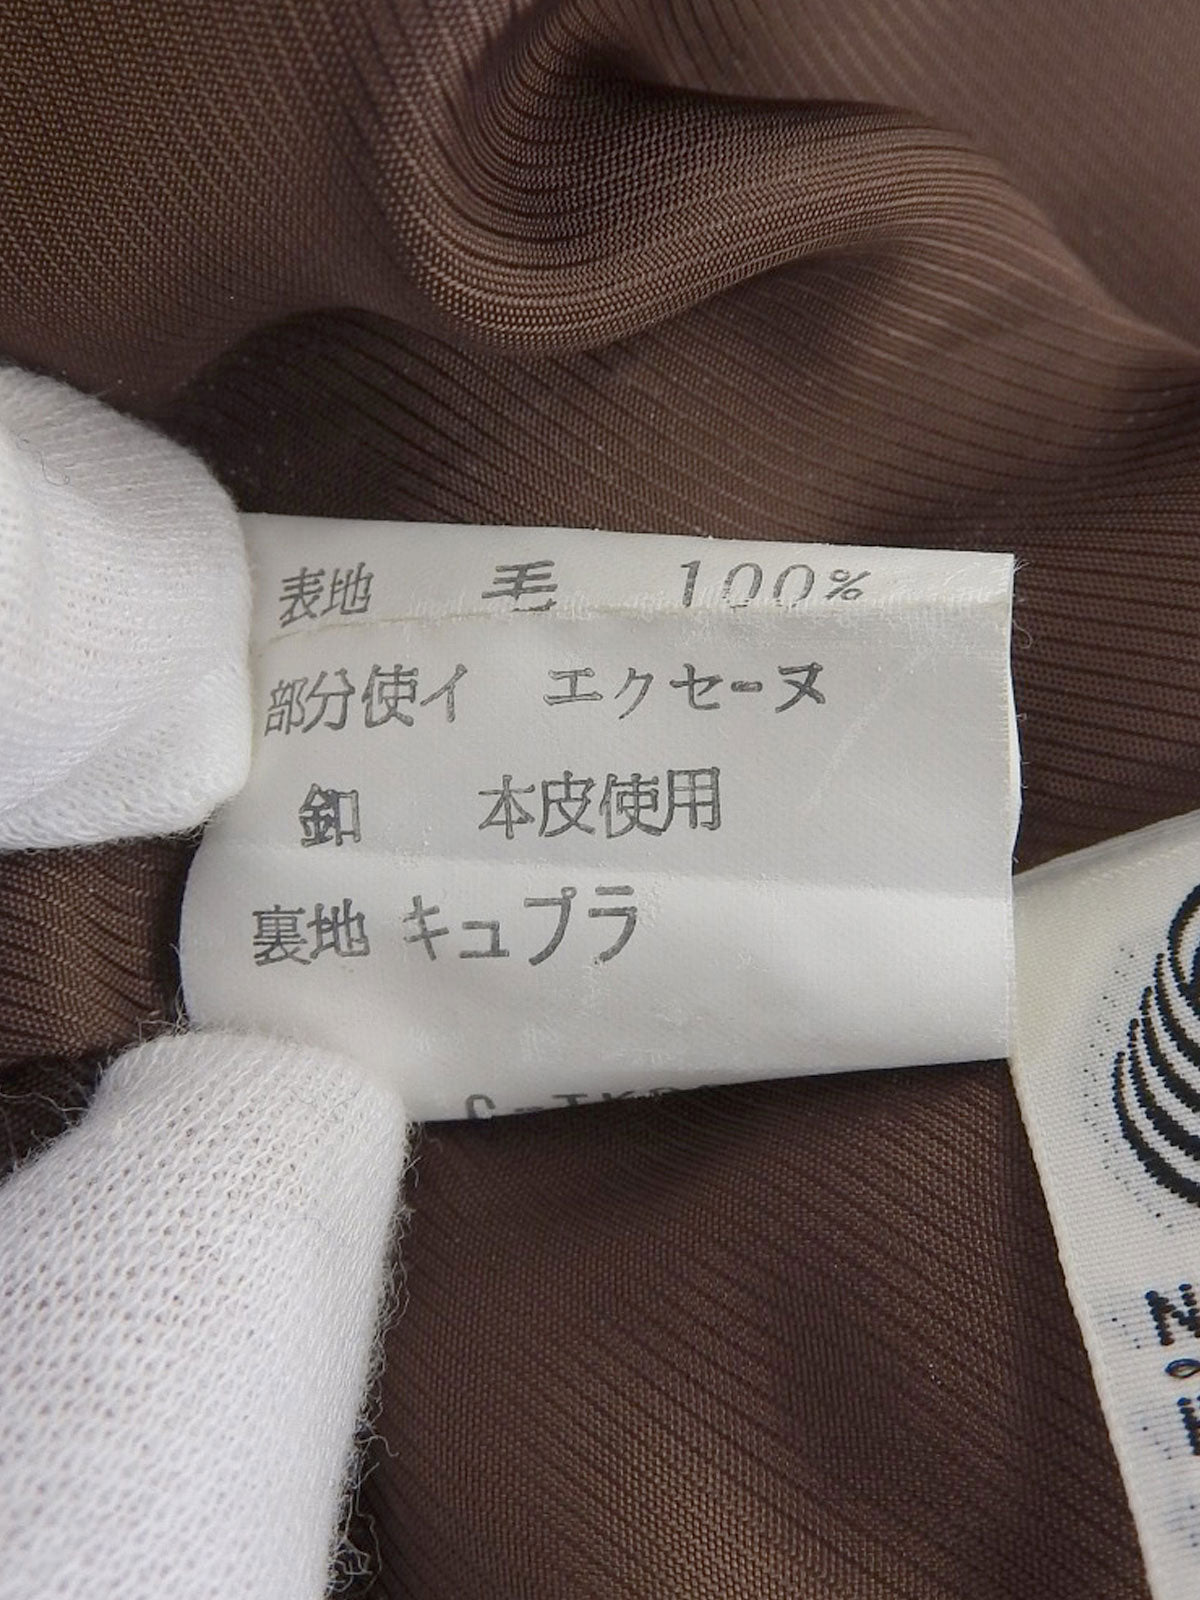 表地 毛 100%
部分使イ エクセーヌ
釦 本皮使用
裏地 キュプラ